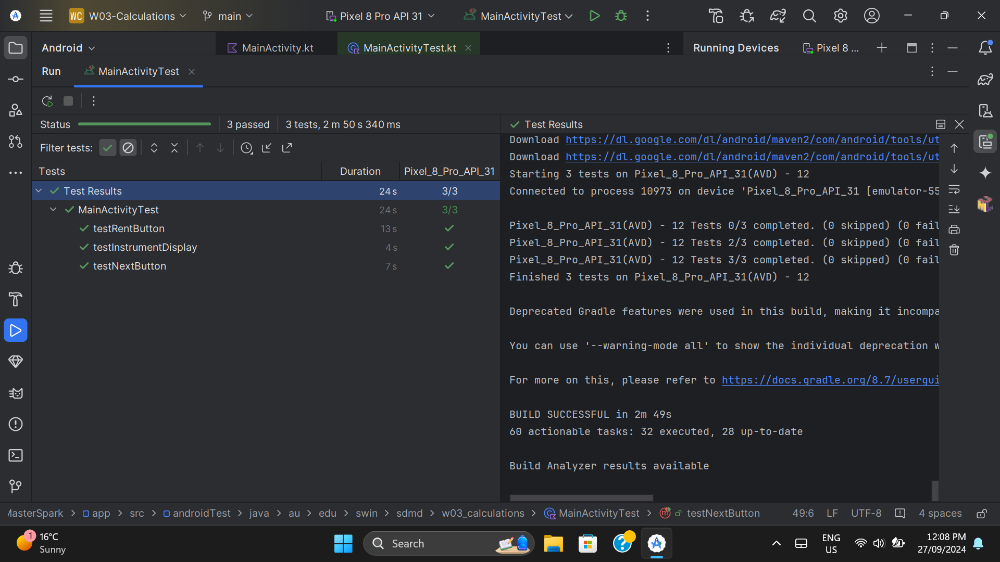 WC W03-Calculations main Pixel 8 Pro API 31 MainActivityTest
Android MainActivity.kt MainActivityTest.kt Running Devices Pixel 8 ...
Run MainActivityTest
Status 3 passed 3 tests, 2 m 50 s 340 ms
Filter tests:
Tests Duration Pixel_8_Pro_API_31
Test Results 24 s 3/3
MainActivityTest 24 s 3/3
testRentButton 13 s
testInstrumentDisplay 4 s
testNextButton 7 s
Test Results
Download https://dl.google.com/dl/android/maven2/com/android/tools/ut
Download https://dl.google.com/dl/android/maven2/com/android/tools/ut
Starting 3 tests on Pixel_8_Pro_API_31(AVD) - 12
Connected to process 10973 on device 'Pixel_8_Pro_API_31 [emulator-55
Pixel_8_Pro_API_31(AVD) - 12 Tests 0/3 completed. (0 skipped) (0 fail
Pixel_8_Pro_API_31(AVD) - 12 Tests 2/3 completed. (0 skipped) (0 fail
Pixel_8_Pro_API_31(AVD) - 12 Tests 3/3 completed. (0 skipped) (0 fail
Finished 3 tests on Pixel_8_Pro_API_31(AVD) - 12
Deprecated Gradle features were used in this build, making it incompa
You can use '--warning-mode all' to show the individual deprecation w
For more on this, please refer to https://docs.gradle.org/8.7/usergui
BUILD SUCCESSFUL in 2m 49s
60 actionable tasks: 32 executed, 28 up-to-date
Build Analyzer results available
MasterSpark > app > src > androidTest > java > au > edu > swin > sdmd > w03_calculations > MainActivityTest > testNextButton 49:6 LF UTF-8 4 spaces
1 16°C
Sunny
Search
ENG
US
12:08 PM
27/09/2024